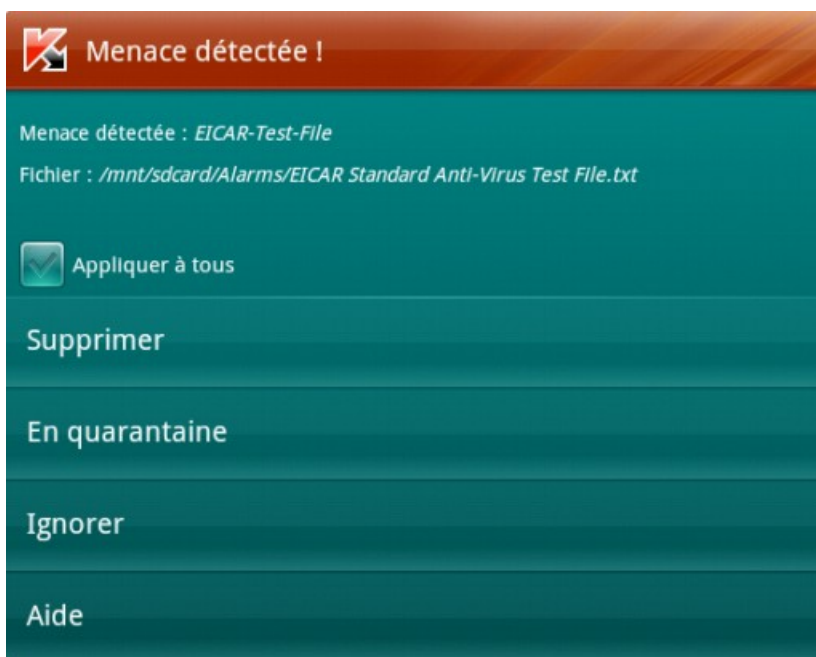 Menace détectée !
Menace détectée : EICAR-Test-File
Fichier : /mnt/sdcard/Alarms/EICAR Standard Anti-Virus Test File.txt
Appliquer à tous
Supprimer
En quarantaine
Ignorer
Aide